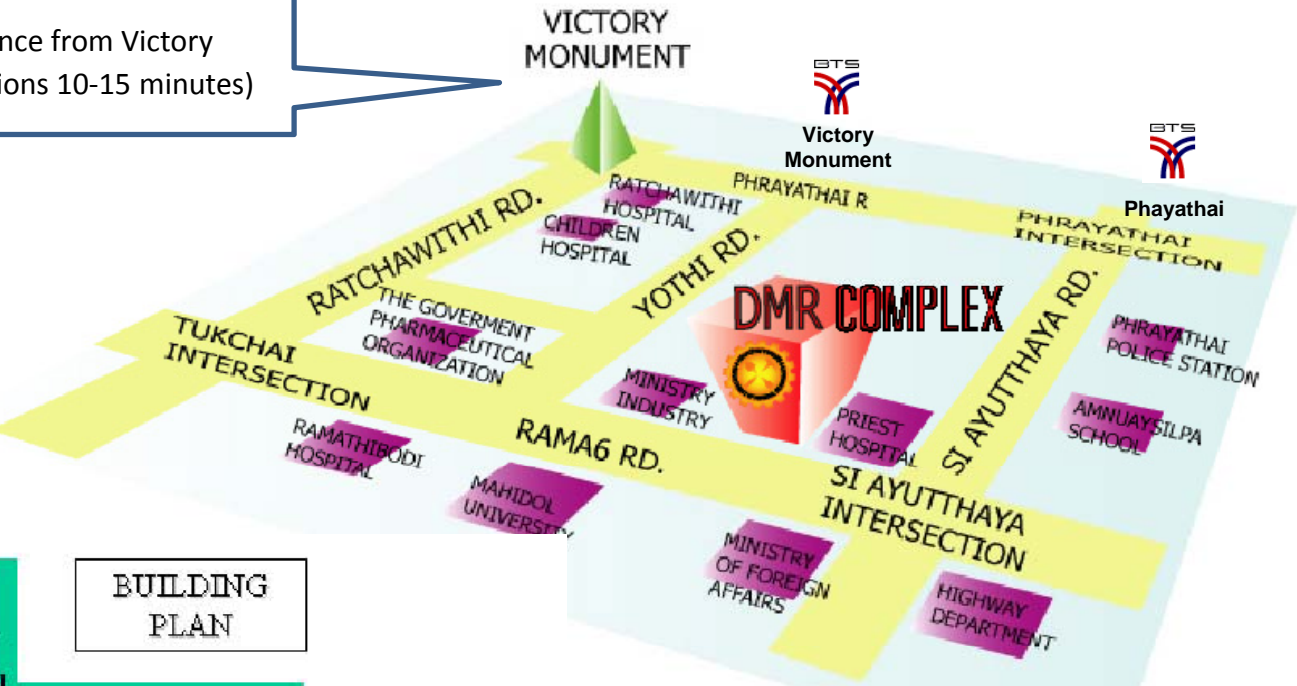 nce from Victory
ions 10-15 minutes)
VICTORY
MONUMENT
BTS
Victory
Monument
BTS
Phayathai
RATCHAWITHI RD.
RATCHAWITHI
HOSPITAL
CHILDREN
HOSPITAL
PHRAYATHAI R
PHRAYATHAI
INTERSECTION
YOTHI RD.
THE GOVERMENT
PHARMACEUTICAL
ORGANIZATION
TUKCHAI
INTERSECTION
DMR COMPLEX
SI AYUTTHAYA RD.
PHRAYATHAI
POLICE STATION
MINISTRY
INDUSTRY
PRIEST
HOSPITAL
AMNUAYSILPA
SCHOOL
RAMATHIBODI
HOSPITAL
RAMA6 RD.
MAHIDOL
UNIVERSITY
SI AYUTTHAYA
INTERSECTION
MINISTRY
OF FOREIGN
AFFAIRS
HIGHWAY
DEPARTMENT
BUILDING
PLAN